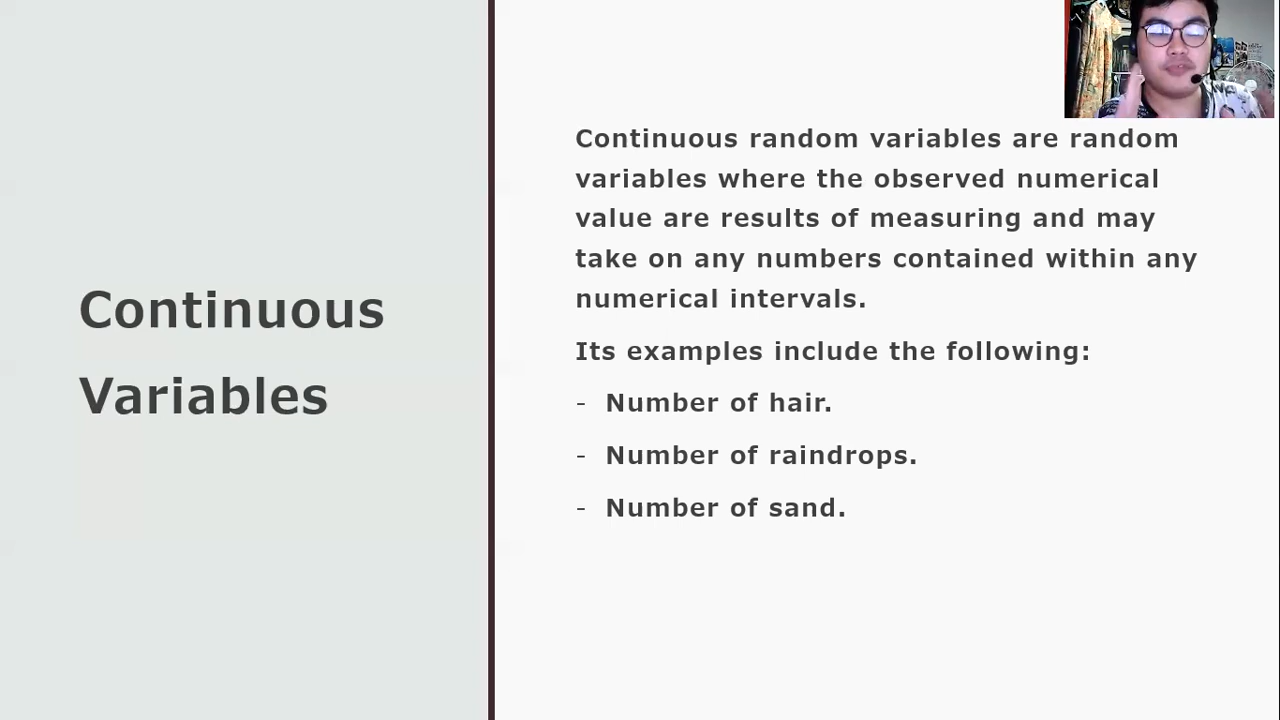 Continuous
Variables
Continuous random variables are random
variables where the observed numerical
value are results of measuring and may
take on any numbers contained within any
numerical intervals.
Its examples include the following:
- Number of hair.
- Number of raindrops.
- Number of sand.